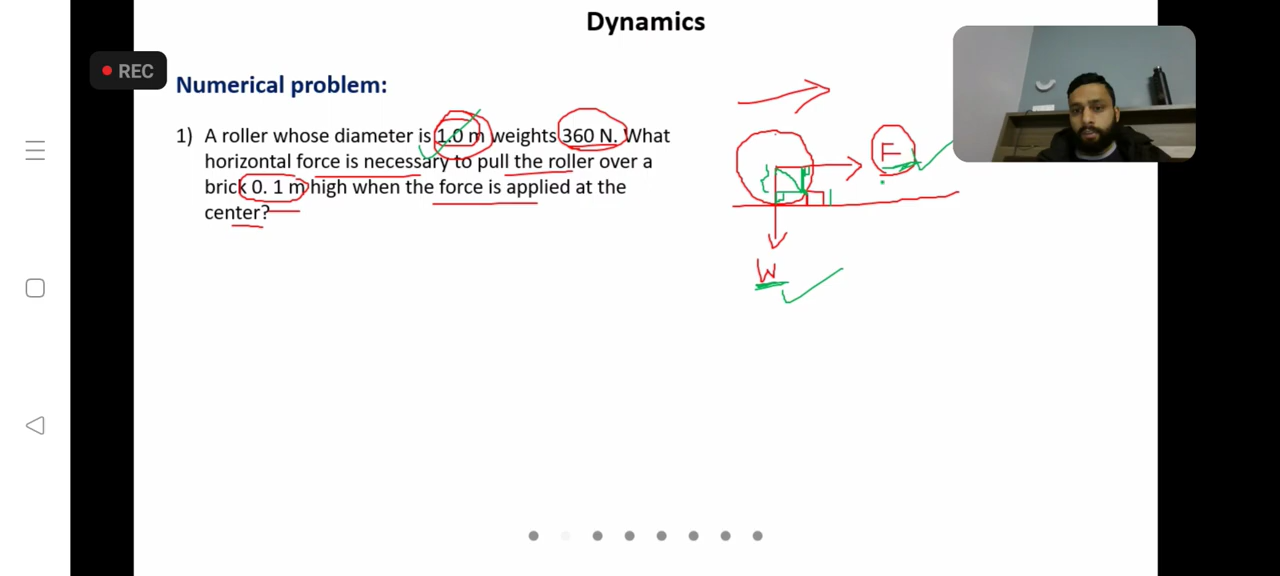 Dynamics
REC
Numerical problem:
1) A roller whose diameter is 1.0 m weights 360 N. What
horizontal force is necessary to pull the roller over a
brick 0. 1 m high when the force is applied at the
center?
F
W